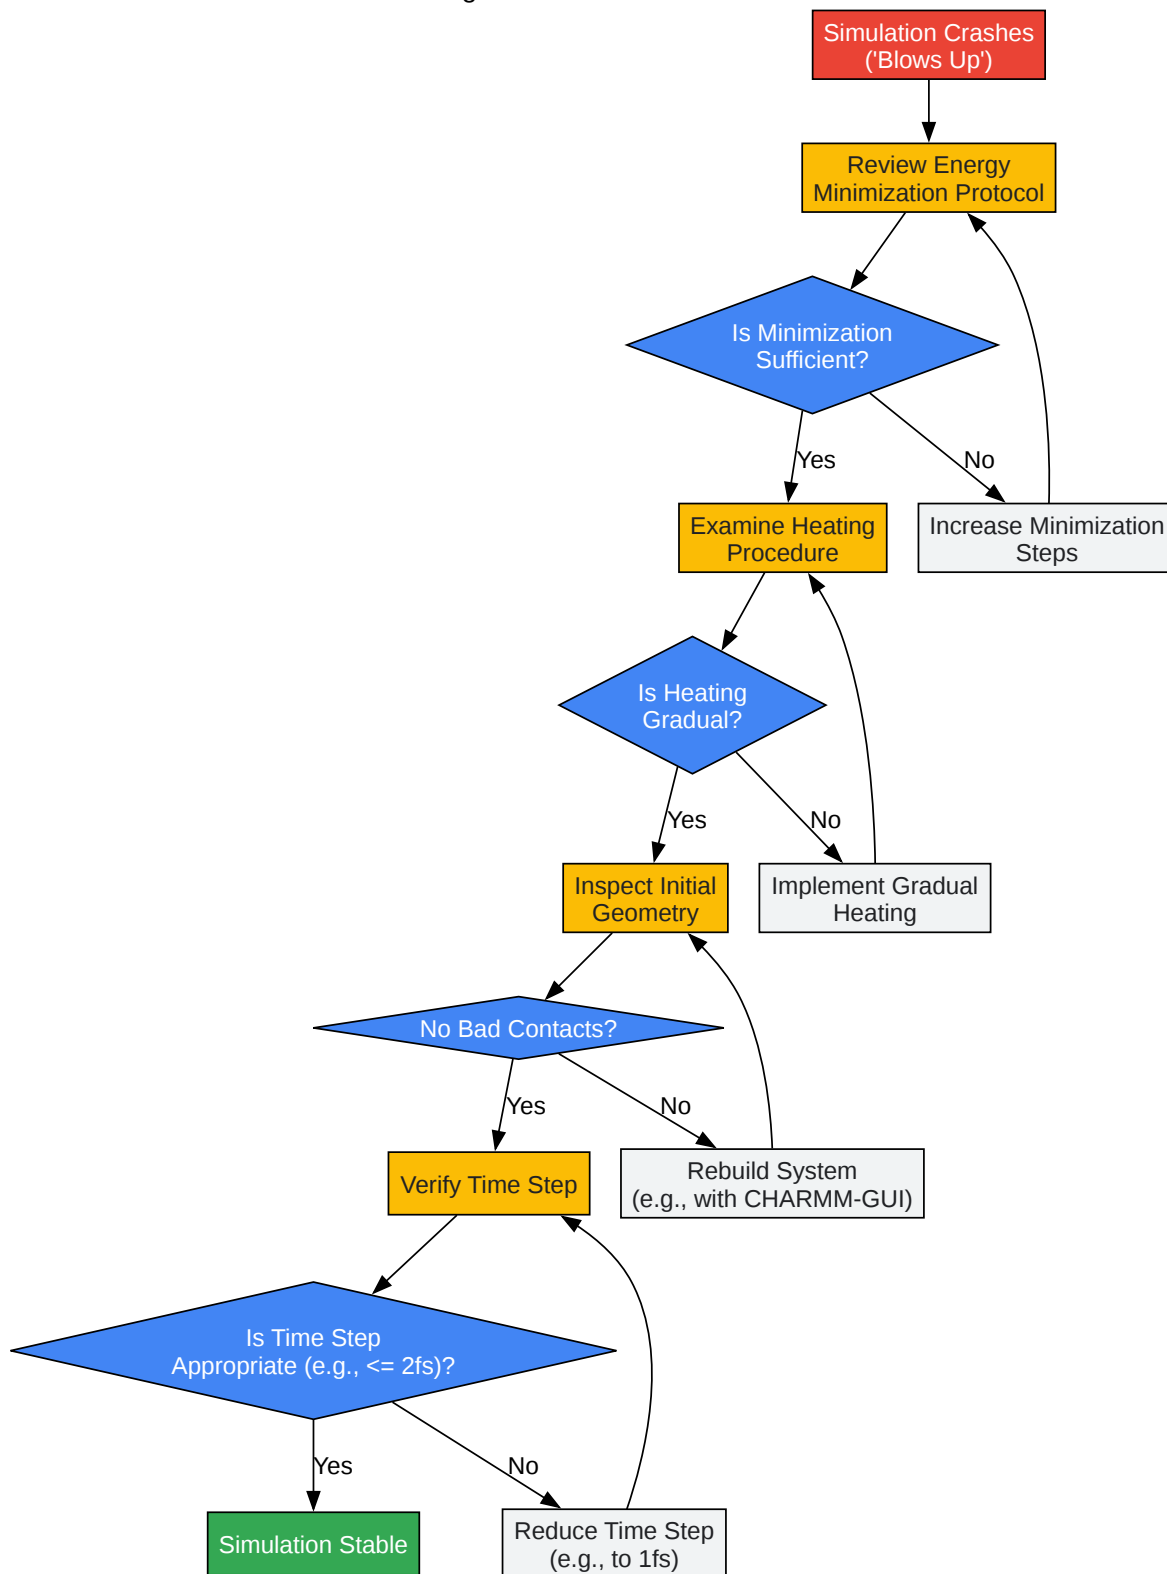 Simulation Crashes
('Blows Up')
Review Energy
Minimization Protocol
Is Minimization
Sufficient?
Yes
No
Examine Heating
Procedure
Increase Minimization
Steps
Is Heating
Gradual?
Yes
No
Inspect Initial
Geometry
Implement Gradual
Heating
No Bad Contacts?
Yes
No
Verify Time Step
Rebuild System
(e.g., with CHARMM-GUI)
Is Time Step
Appropriate (e.g., <= 2fs)?
Yes
No
Simulation Stable
Reduce Time Step
(e.g., to 1fs)